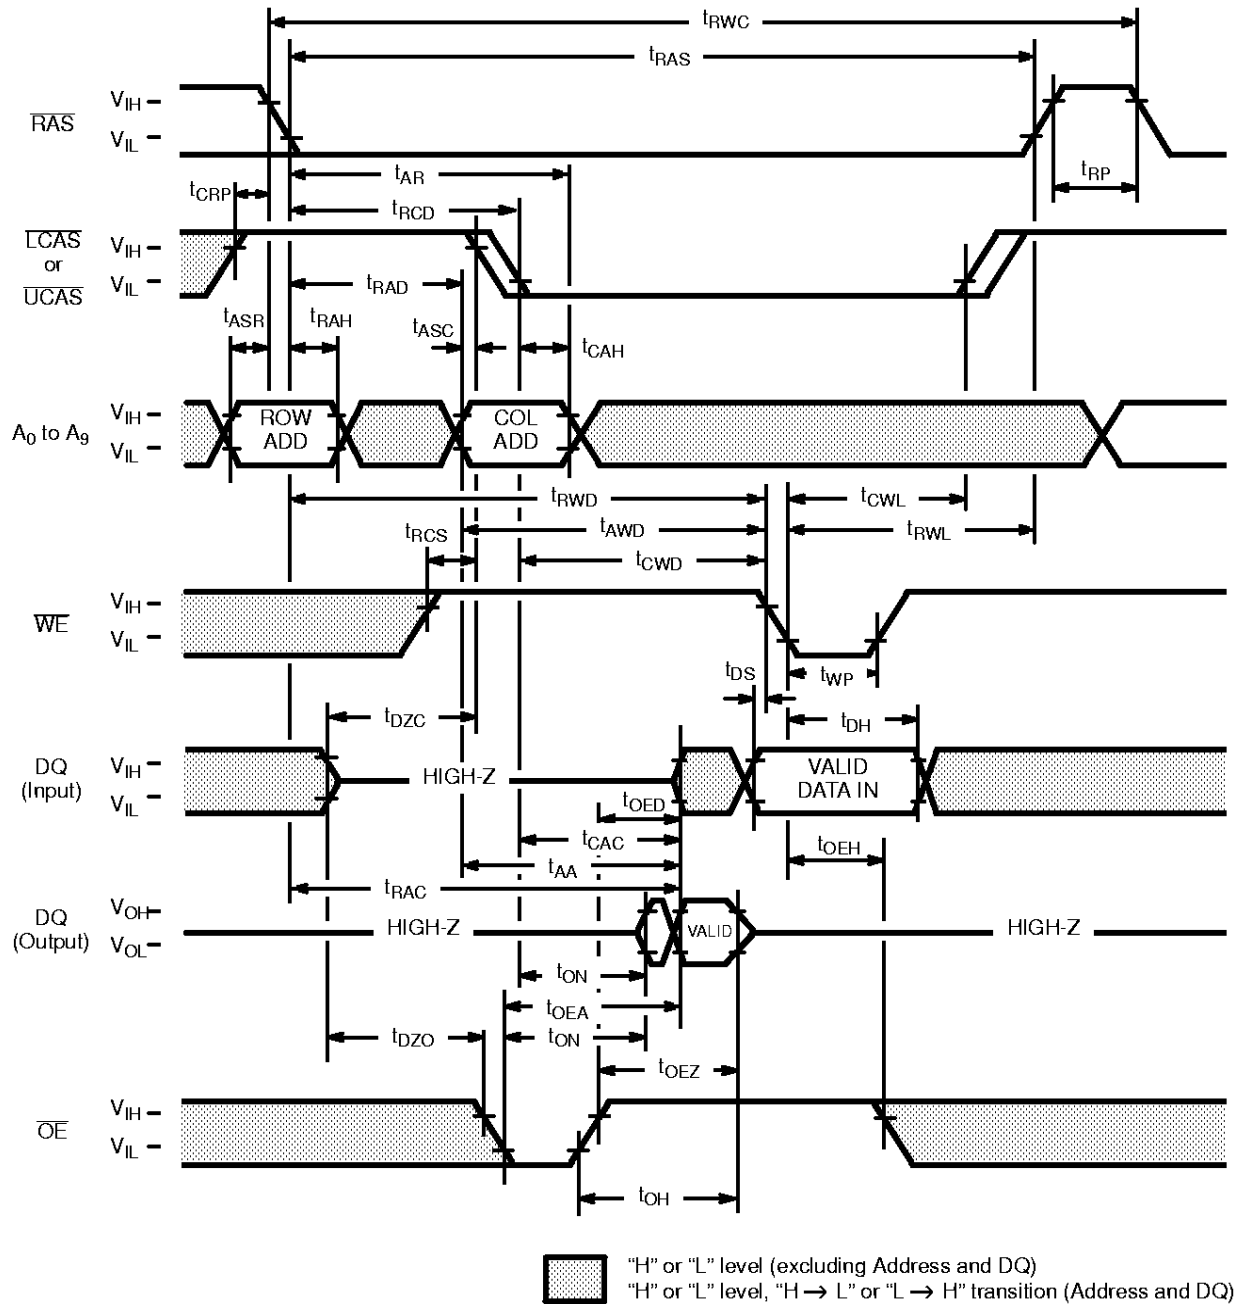 tRWC
tRAS
RAS
VIH
VIL
tCRP
tAR
tRP
tRCD
LCAS
or
UCAS
VIH
VIL
tRAD
tASR
tRAH
tASC
tCAH
A0 to A9
VIH
VIL
ROW
ADD
COL
ADD
tRWD
tCWL
tRCS
tAWD
tRWL
tCWD
WE
VIH
VIL
tDS
tWP
tDZC
tDH
DQ
(Input)
VIH
VIL
HIGH-Z
VALID
DATA IN
tOED
tCAC
tOEH
tAA
tRAC
DQ
(Output)
VOH
VOL
HIGH-Z
VALID
HIGH-Z
tON
tOEA
tDZO
tON
tOEZ
OE
VIH
VIL
tOH
“H” or “L” level (excluding Address and DQ)
“H” or “L” level, “H → L” or “L → H” transition (Address and DQ)